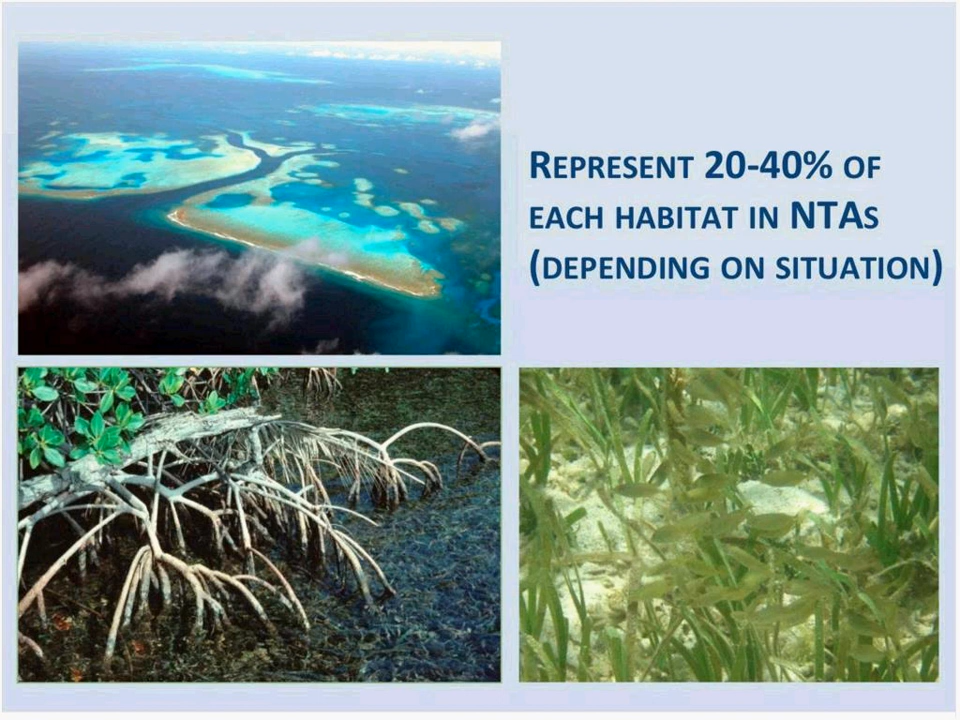 REPRESENT 20-40% OF
EACH HABITAT IN NTAS
(DEPENDING ON SITUATION)